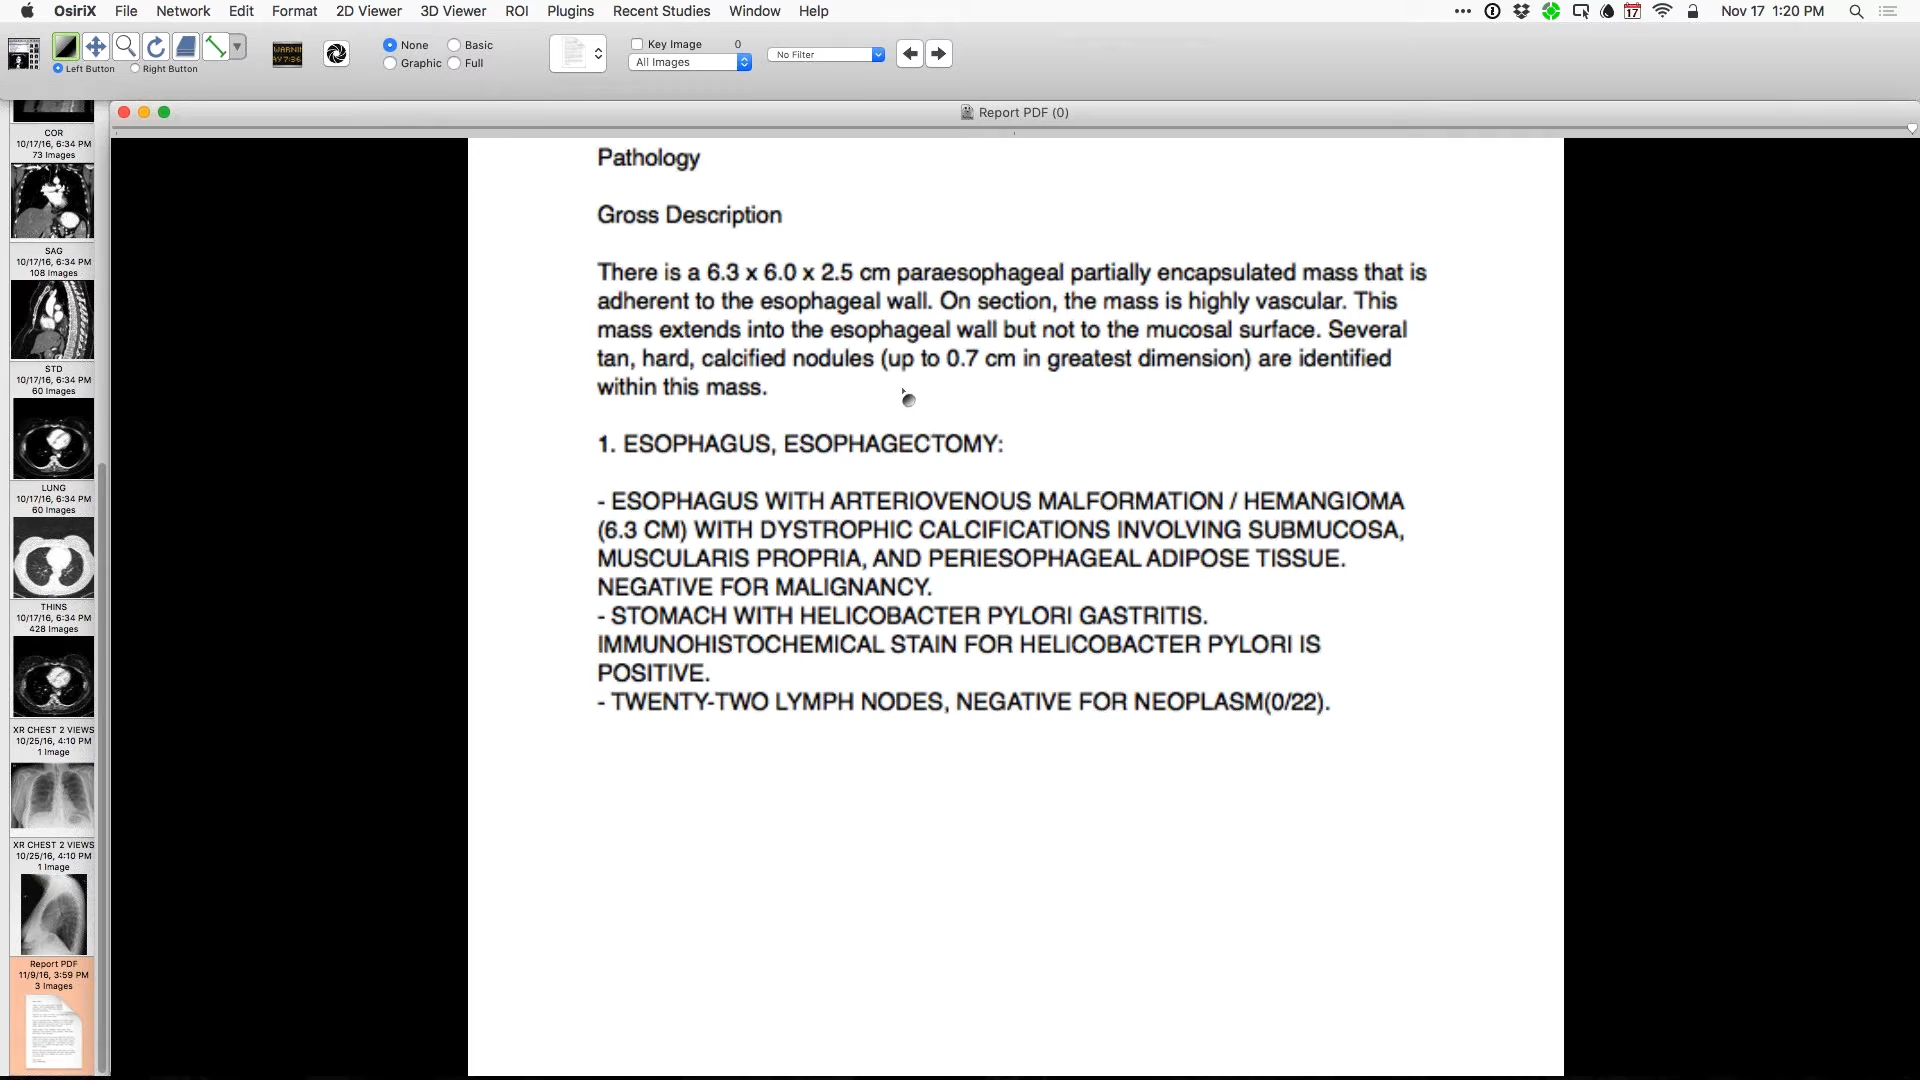 OsiriX File Network Edit Format 2D Viewer 3D Viewer ROI Plugins Recent Studies Window Help
Nov 17 1:20 PM
17
None Basic
Graphic Full
Key Image 0
All Images
No Filter
Left Button Right Button
Report PDF (0)
COR
10/17/16, 6:34 PM
73 Images
SAG
10/17/16, 6:34 PM
108 Images
STD
10/17/16, 6:34 PM
60 Images
LUNG
10/17/16, 6:34 PM
60 Images
THINS
10/17/16, 6:34 PM
428 Images
XR CHEST 2 VIEWS
10/25/16, 4:10 PM
1 Image
XR CHEST 2 VIEWS
10/25/16, 4:10 PM
1 Image
Report PDF
11/9/16, 3:59 PM
3 Images
Pathology
Gross Description
There is a 6.3 x 6.0 x 2.5 cm paraesophageal partially encapsulated mass that is
adherent to the esophageal wall. On section, the mass is highly vascular. This
mass extends into the esophageal wall but not to the mucosal surface. Several
tan, hard, calcified nodules (up to 0.7 cm in greatest dimension) are identified
within this mass.
1. ESOPHAGUS, ESOPHAGECTOMY:
- ESOPHAGUS WITH ARTERIOVENOUS MALFORMATION / HEMANGIOMA
(6.3 CM) WITH DYSTROPHIC CALCIFICATIONS INVOLVING SUBMUCOSA,
MUSCULARIS PROPRIA, AND PERIESOPHAGEAL ADIPOSE TISSUE.
NEGATIVE FOR MALIGNANCY.
- STOMACH WITH HELICOBACTER PYLORI GASTRITIS.
IMMUNOHISTOCHEMICAL STAIN FOR HELICOBACTER PYLORI IS
POSITIVE.
- TWENTY-TWO LYMPH NODES, NEGATIVE FOR NEOPLASM(0/22).